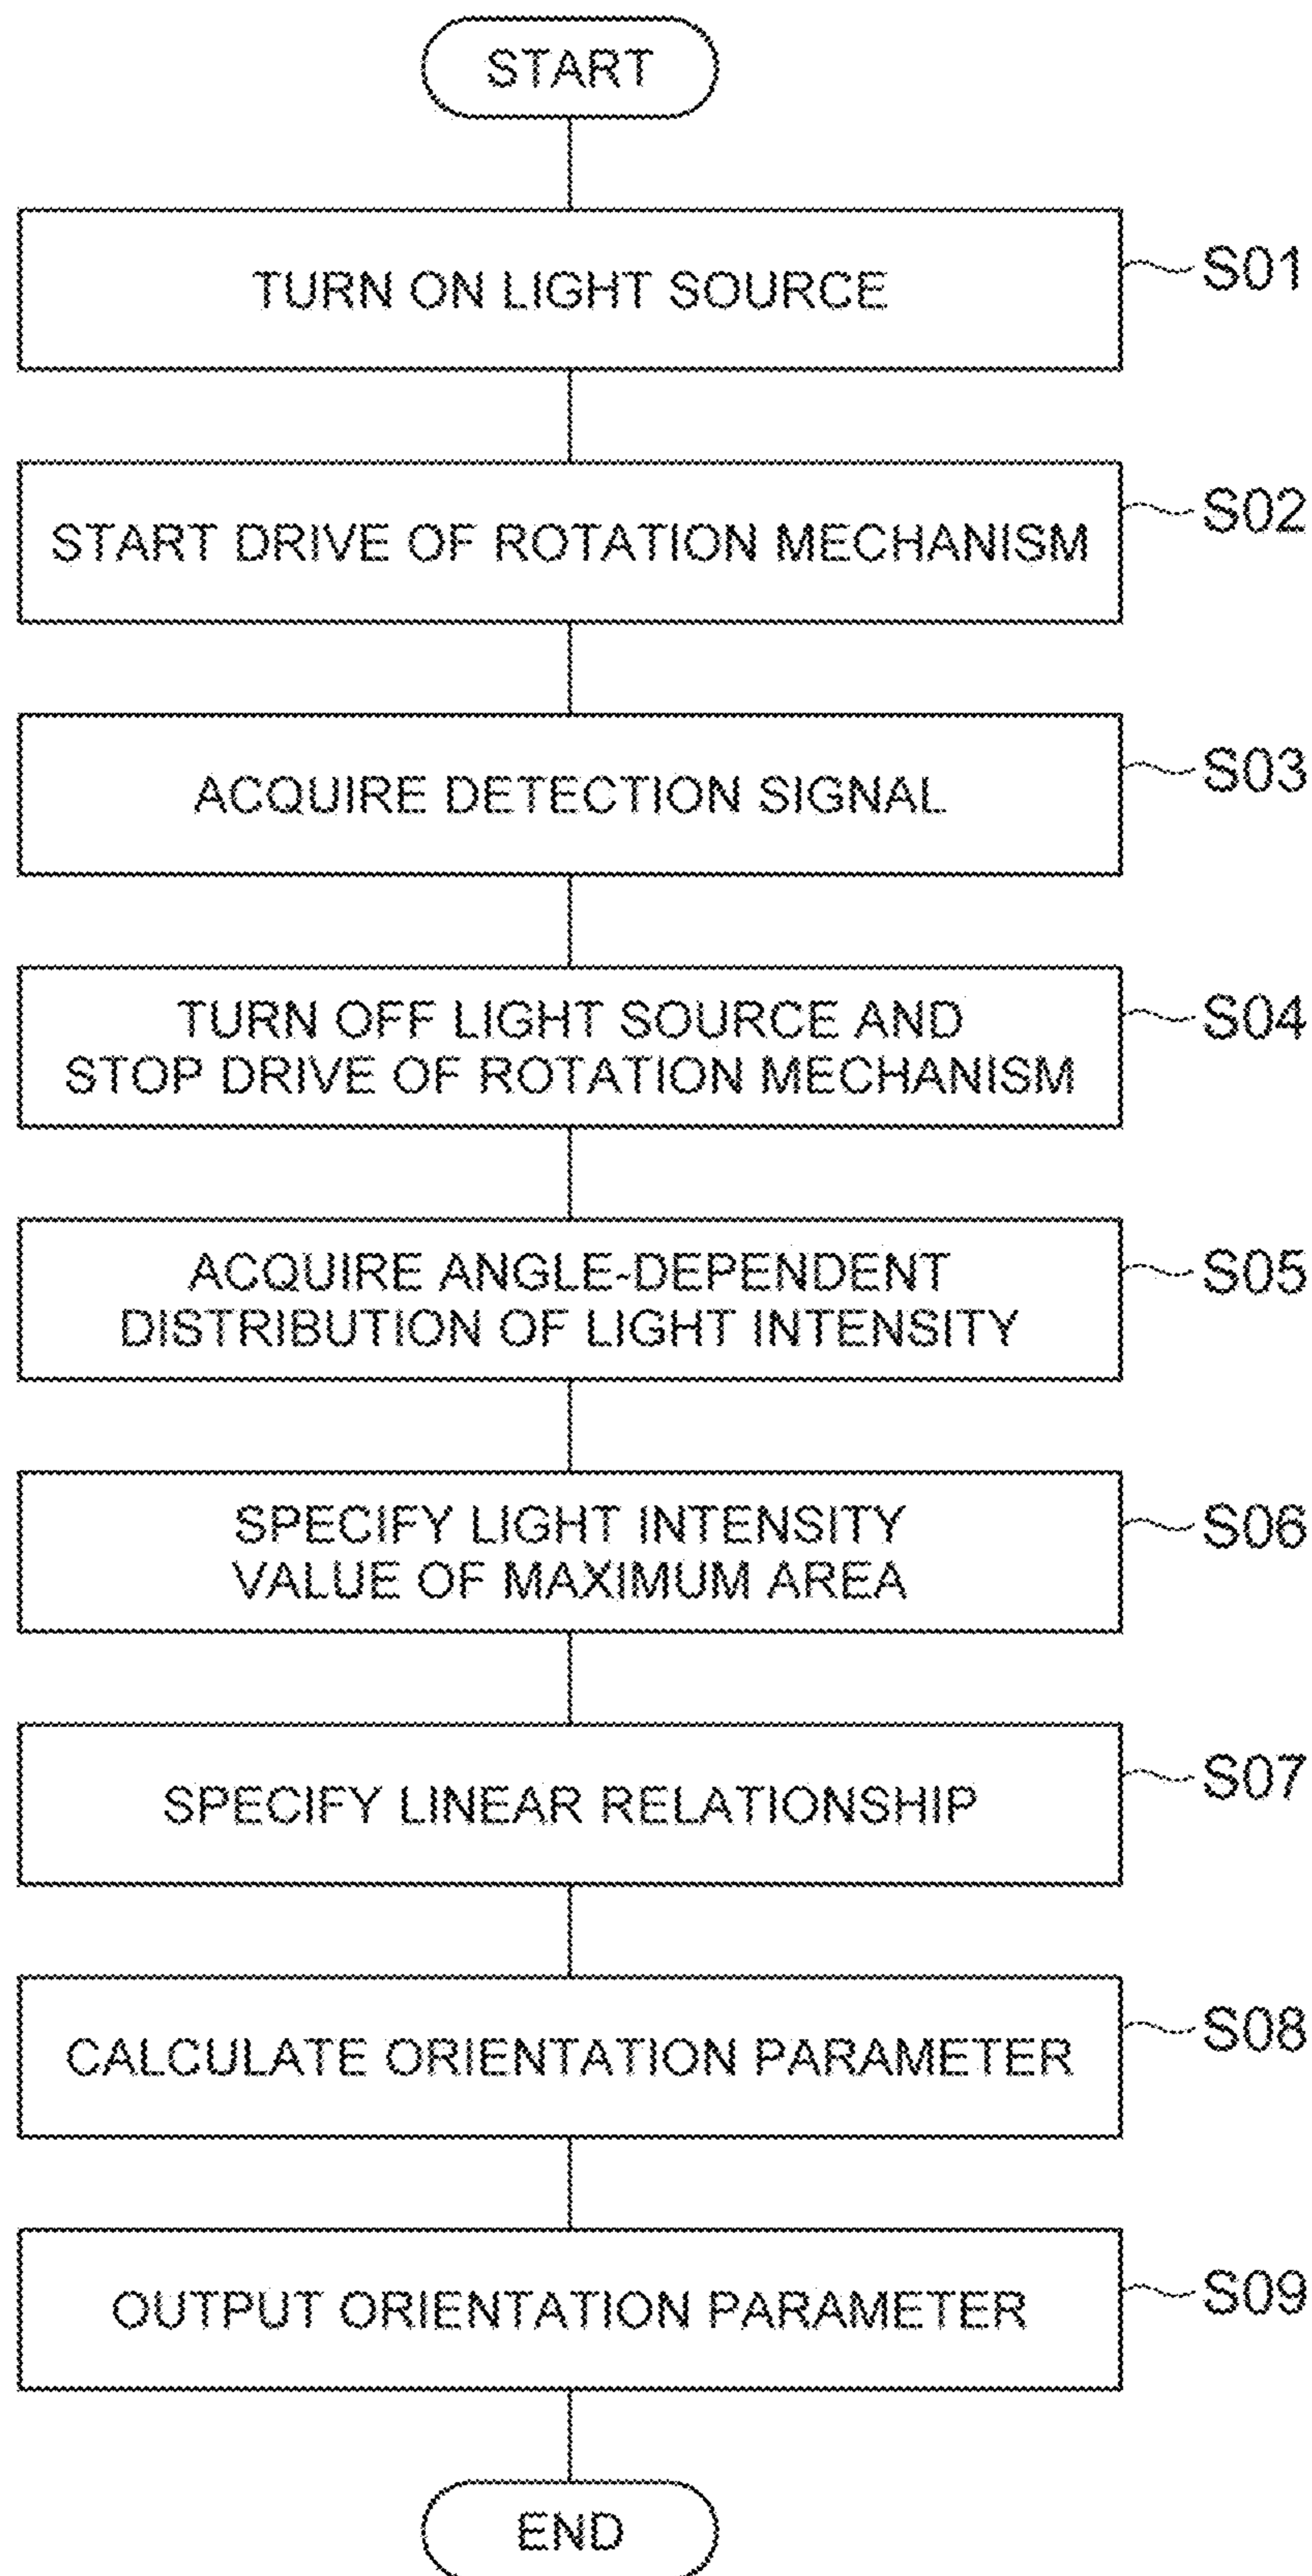 START
TURN ON LIGHT SOURCE
S01
START DRIVE OF ROTATION MECHANISM
S02
ACQUIRE DETECTION SIGNAL
S03
TURN OFF LIGHT SOURCE AND
STOP DRIVE OF ROTATION MECHANISM
S04
ACQUIRE ANGLE-DEPENDENT
DISTRIBUTION OF LIGHT INTENSITY
S05
SPECIFY LIGHT INTENSITY
VALUE OF MAXIMUM AREA
S06
SPECIFY LINEAR RELATIONSHIP
S07
CALCULATE ORIENTATION PARAMETER
S08
OUTPUT ORIENTATION PARAMETER
S09
END